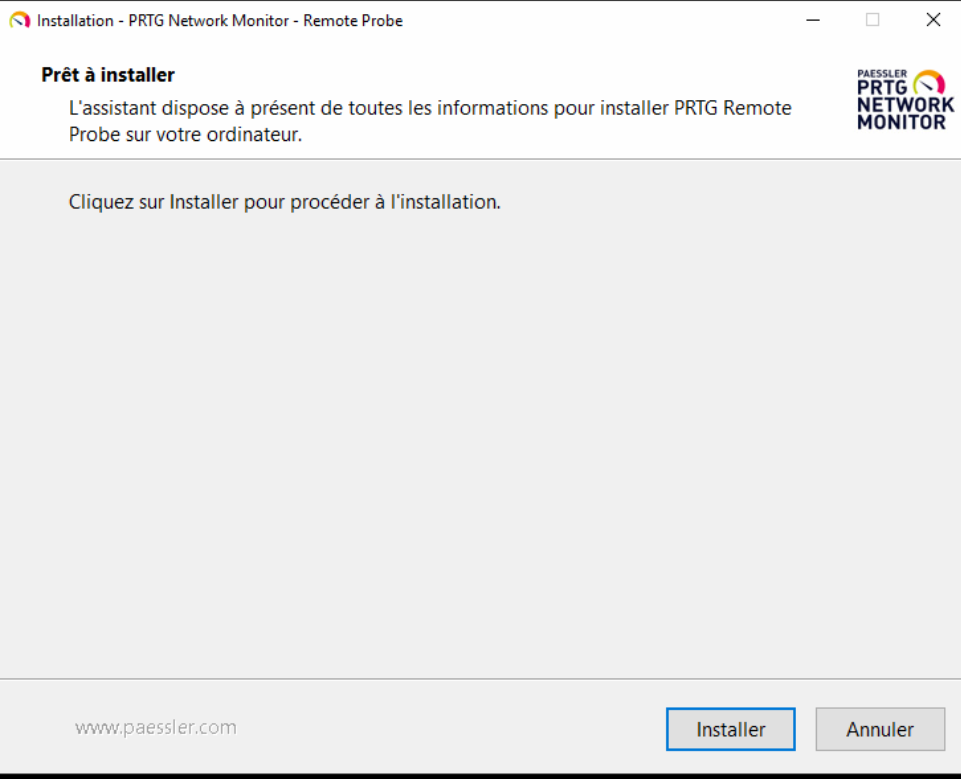 Installation - PRTG Network Monitor - Remote Probe
Prêt à installer
L'assistant dispose à présent de toutes les informations pour installer PRTG Remote
Probe sur votre ordinateur.
PAESSLER
PRTG
NETWORK
MONITOR
Cliquez sur Installer pour procéder à l'installation.
www.paessler.com
Installer
Annuler